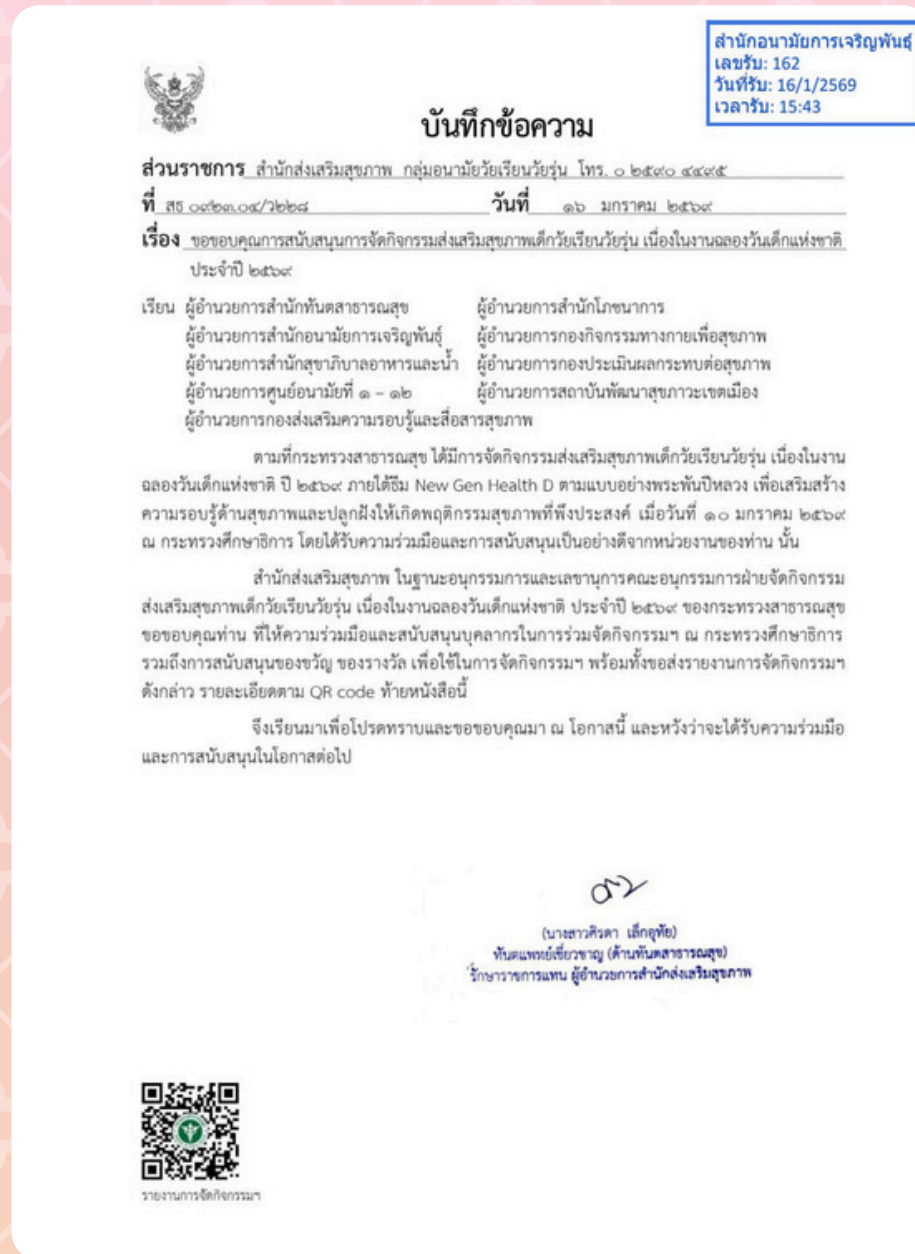 สำนักอนามัยการเจริญพันธุ์
เลขรับ: 162
วันที่รับ: 16/1/2569
เวลารับ: 15:43
บันทึกข้อความ
ส่วนราชการ สำนักส่งเสริมสุขภาพ กลุ่มอนามัยวัยเรียนวัยรุ่น โทร. ๐ ๒๕๙๐ ๔๔๙๕
ที่ สธ ๐๙๒๓.๐๔/ว๒๒๘ วันที่ ๑๖ มกราคม ๒๕๖๙
เรื่อง ขอขอบคุณการสนับสนุนการจัดกิจกรรมส่งเสริมสุขภาพเด็กวัยเรียนวัยรุ่น เนื่องในงานฉลองวันเด็กแห่งชาติ
ประจำปี ๒๕๖๙
เรียน ผู้อำนวยการสำนักทันตสาธารณสุข ผู้อำนวยการสำนักโภชนาการ
ผู้อำนวยการสำนักอนามัยการเจริญพันธุ์ ผู้อำนวยการกองกิจกรรมทางกายเพื่อสุขภาพ
ผู้อำนวยการสำนักสุขาภิบาลอาหารและน้ำ ผู้อำนวยการกองประเมินผลกระทบต่อสุขภาพ
ผู้อำนวยการศูนย์อนามัยที่ ๑ – ๑๒ ผู้อำนวยการสถาบันพัฒนาสุขภาวะเขตเมือง
ผู้อำนวยการกองส่งเสริมความรอบรู้และสื่อสารสุขภาพ
ตามที่กระทรวงสาธารณสุข ได้มีการจัดกิจกรรมส่งเสริมสุขภาพเด็กวัยเรียนวัยรุ่น เนื่องในงาน
ฉลองวันเด็กแห่งชาติ ปี ๒๕๖๙ ภายใต้ธีม New Gen Health D ตามแบบอย่างพระพันปีหลวง เพื่อเสริมสร้าง
ความรอบรู้ด้านสุขภาพและปลูกฝังให้เกิดพฤติกรรมสุขภาพที่พึงประสงค์ เมื่อวันที่ ๑๐ มกราคม ๒๕๖๙
ณ กระทรวงศึกษาธิการ โดยได้รับความร่วมมือและการสนับสนุนเป็นอย่างดีจากหน่วยงานของท่าน นั้น
สำนักส่งเสริมสุขภาพ ในฐานะอนุกรรมการและเลขานุการคณะอนุกรรมการฝ่ายจัดกิจกรรม
ส่งเสริมสุขภาพเด็กวัยเรียนวัยรุ่น เนื่องในงานฉลองวันเด็กแห่งชาติ ประจำปี ๒๕๖๙ ของกระทรวงสาธารณสุข
ขอขอบคุณท่าน ที่ให้ความร่วมมือและสนับสนุนบุคลากรในการร่วมจัดกิจกรรมฯ ณ กระทรวงศึกษาธิการ
รวมถึงการสนับสนุนของขวัญ ของรางวัล เพื่อใช้ในการจัดกิจกรรมฯ พร้อมทั้งขอส่งรายงานการจัดกิจกรรมฯ
ดังกล่าว รายละเอียดตาม QR code ท้ายหนังสือนี้
จึงเรียนมาเพื่อโปรดทราบและขอขอบคุณมา ณ โอกาสนี้ และหวังว่าจะได้รับความร่วมมือ
และการสนับสนุนในโอกาสต่อไป
(นางสาวศิรดา เล็กอุทัย)
ทันตแพทย์เชี่ยวชาญ (ด้านทันตสาธารณสุข)
รักษาราชการแทน ผู้อำนวยการสำนักส่งเสริมสุขภาพ
รายงานการจัดกิจกรรมฯ